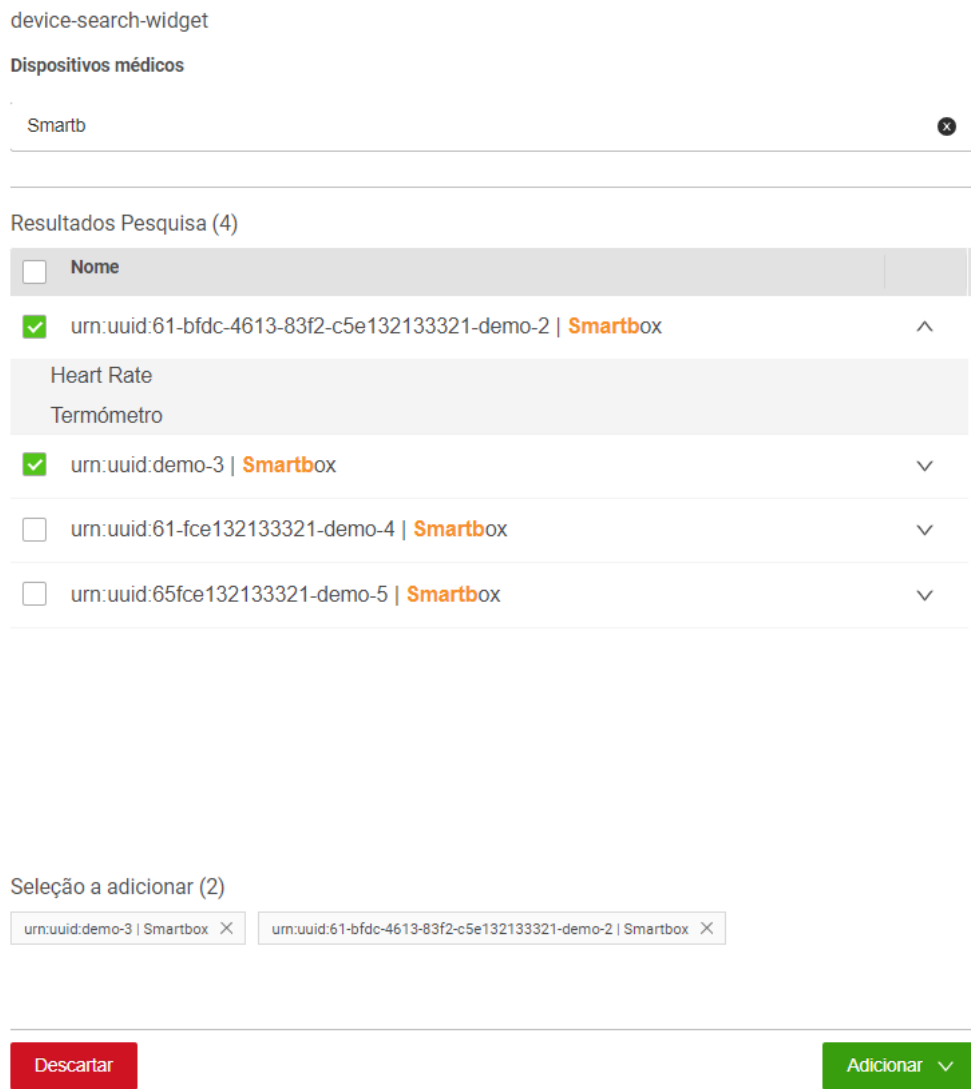 device-search-widget
Dispositivos médicos
Smartb
Resultados Pesquisa (4)
Nome
urn:uuid:61-bfdc-4613-83f2-c5e132133321-demo-2 | Smartbox
Heart Rate
Termómetro
urn:uuid:demo-3 | Smartbox
urn:uuid:61-fce132133321-demo-4 | Smartbox
urn:uuid:65fce132133321-demo-5 | Smartbox
Seleção a adicionar (2)
urn:uuid:demo-3 | Smartbox urn:uuid:61-bfdc-4613-83f2-c5e132133321-demo-2 | Smartbox
Descartar Adicionar